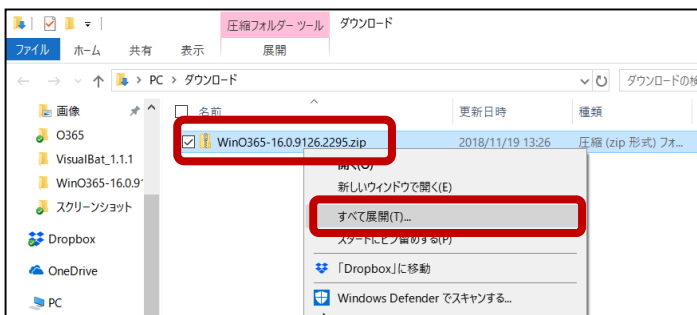 圧縮フォルダー ツール ダウンロード
ファイル ホーム 共有 表示 展開
PC > ダウンロード ダウンロードの検
画像
O365
VisualBat_1.1.1
WinO365-16.0.9
スクリーンショット
Dropbox
OneDrive
PC
名前 更新日時 種類
WinO365-16.0.9126.2295.zip 2018/11/19 13:26 圧縮 (zip 形式) フォ...
開く(O)
新しいウィンドウで開く(E)
すべて展開(T)...
スタートにピン留めする(P)
「Dropbox」に移動
Windows Defender でスキャンする...